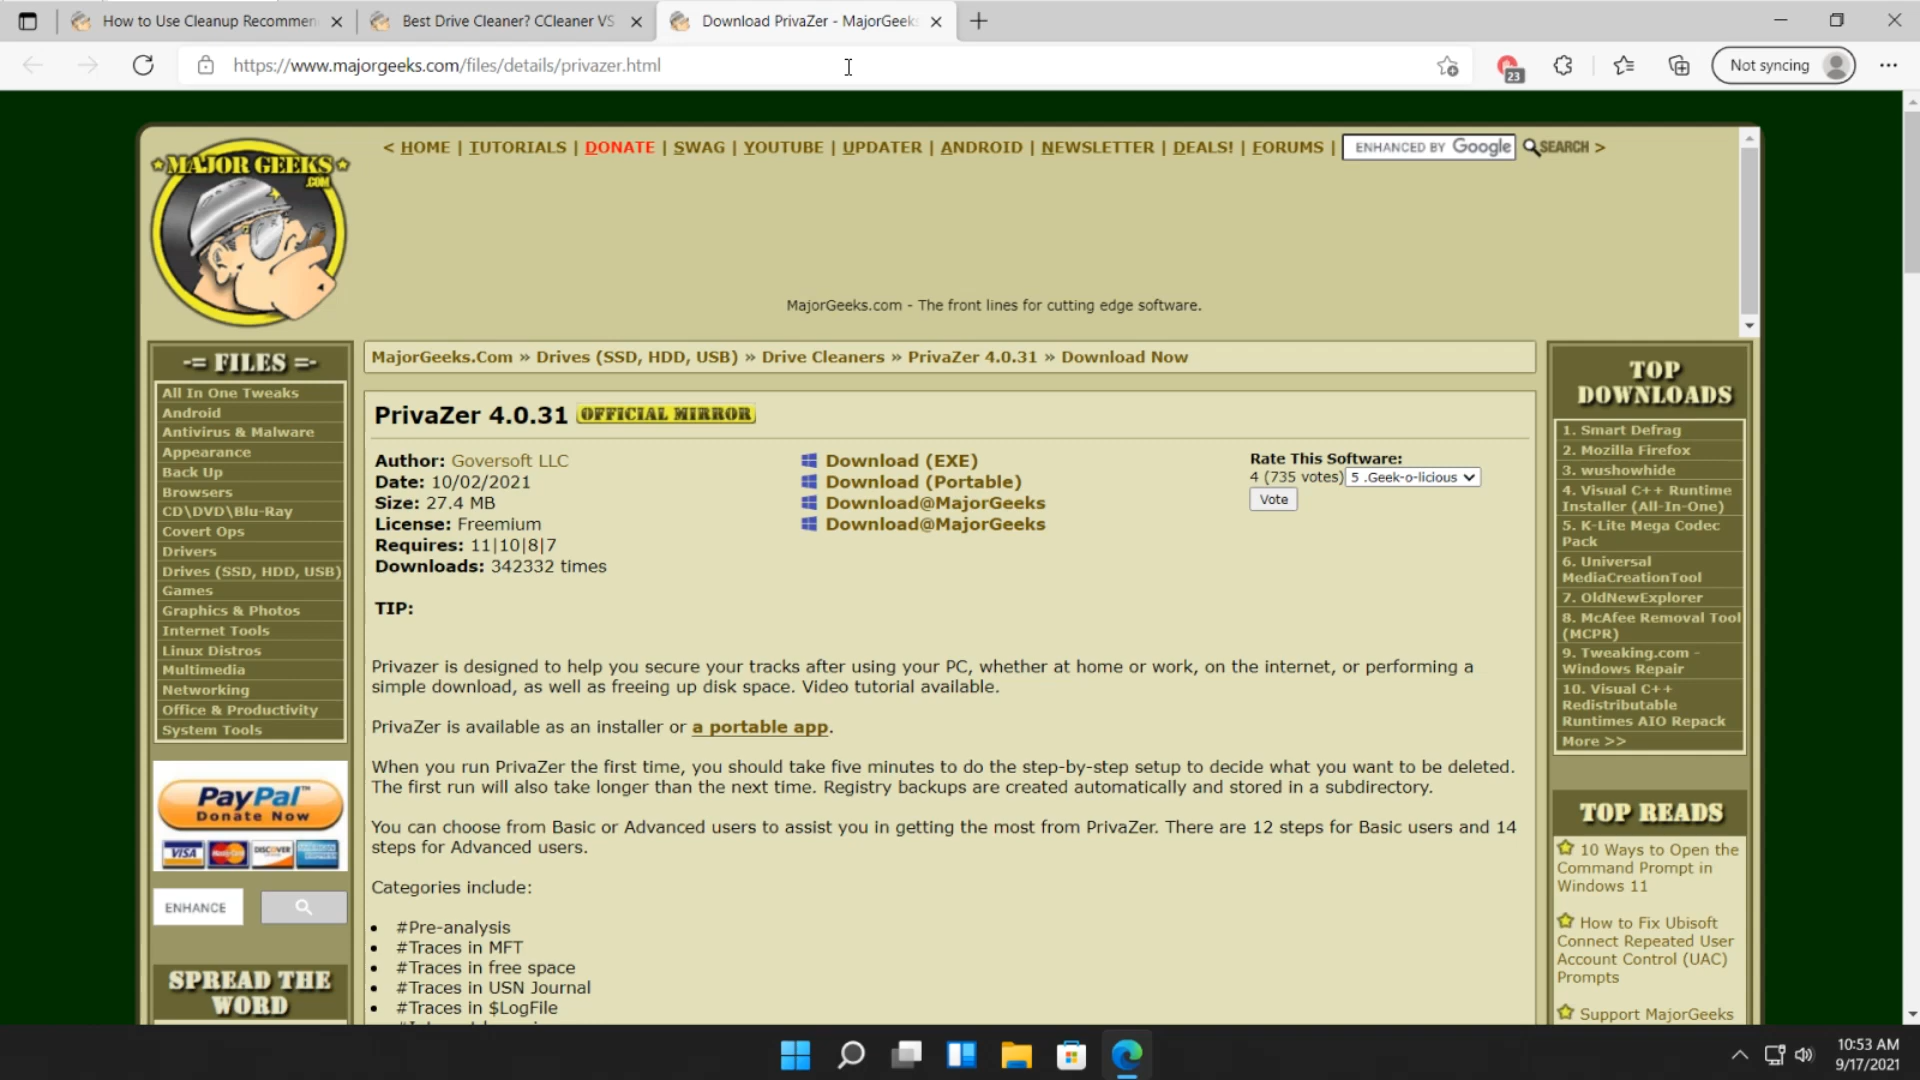 How to Use Cleanup Recommen
Best Drive Cleaner? CCleaner VS
Download PrivaZer - MajorGeeks
https://www.majorgeeks.com/files/details/privazer.html
23
Not syncing
MAJOR GEEKS
.COM
< HOME | TUTORIALS | DONATE | SWAG | YOUTUBE | UPDATER | ANDROID | NEWSLETTER | DEALS! | FORUMS | ENHANCED BY Google SEARCH >
MajorGeeks.com - The front lines for cutting edge software.
-= FILES =-
All In One Tweaks
Android
Antivirus & Malware
Appearance
Back Up
Browsers
CD\DVD\Blu-Ray
Covert Ops
Drivers
Drives (SSD, HDD, USB)
Games
Graphics & Photos
Internet Tools
Linux Distros
Multimedia
Networking
Office & Productivity
System Tools
PayPal™
Donate Now
VISA MasterCard DISCOVER
ENHANCE
SPREAD THE
WORD
MajorGeeks.Com » Drives (SSD, HDD, USB) » Drive Cleaners » PrivaZer 4.0.31 » Download Now
PrivaZer 4.0.31 OFFICIAL MIRROR
Author: Goversoft LLC
Date: 10/02/2021
Size: 27.4 MB
License: Freemium
Requires: 11|10|8|7
Downloads: 342332 times
Download (EXE)
Download (Portable)
Download@MajorGeeks
Download@MajorGeeks
Rate This Software:
4 (735 votes) 5 .Geek-o-licious
Vote
TIP:
Privazer is designed to help you secure your tracks after using your PC, whether at home or work, on the internet, or performing a
simple download, as well as freeing up disk space. Video tutorial available.
PrivaZer is available as an installer or a portable app.
When you run PrivaZer the first time, you should take five minutes to do the step-by-step setup to decide what you want to be deleted.
The first run will also take longer than the next time. Registry backups are created automatically and stored in a subdirectory.
You can choose from Basic or Advanced users to assist you in getting the most from PrivaZer. There are 12 steps for Basic users and 14
steps for Advanced users.
Categories include:
• #Pre-analysis
• #Traces in MFT
• #Traces in free space
• #Traces in USN Journal
• #Traces in $LogFile
TOP
DOWNLOADS
1. Smart Defrag
2. Mozilla Firefox
3. wushowhide
4. Visual C++ Runtime
Installer (All-In-One)
5. K-Lite Mega Codec
Pack
6. Universal
MediaCreationTool
7. OldNewExplorer
8. McAfee Removal Tool
(MCPR)
9. Tweaking.com -
Windows Repair
10. Visual C++
Redistributable
Runtimes AIO Repack
More >>
TOP READS
10 Ways to Open the
Command Prompt in
Windows 11
How to Fix Ubisoft
Connect Repeated User
Account Control (UAC)
Prompts
Support MajorGeeks
10:53 AM
9/17/2021